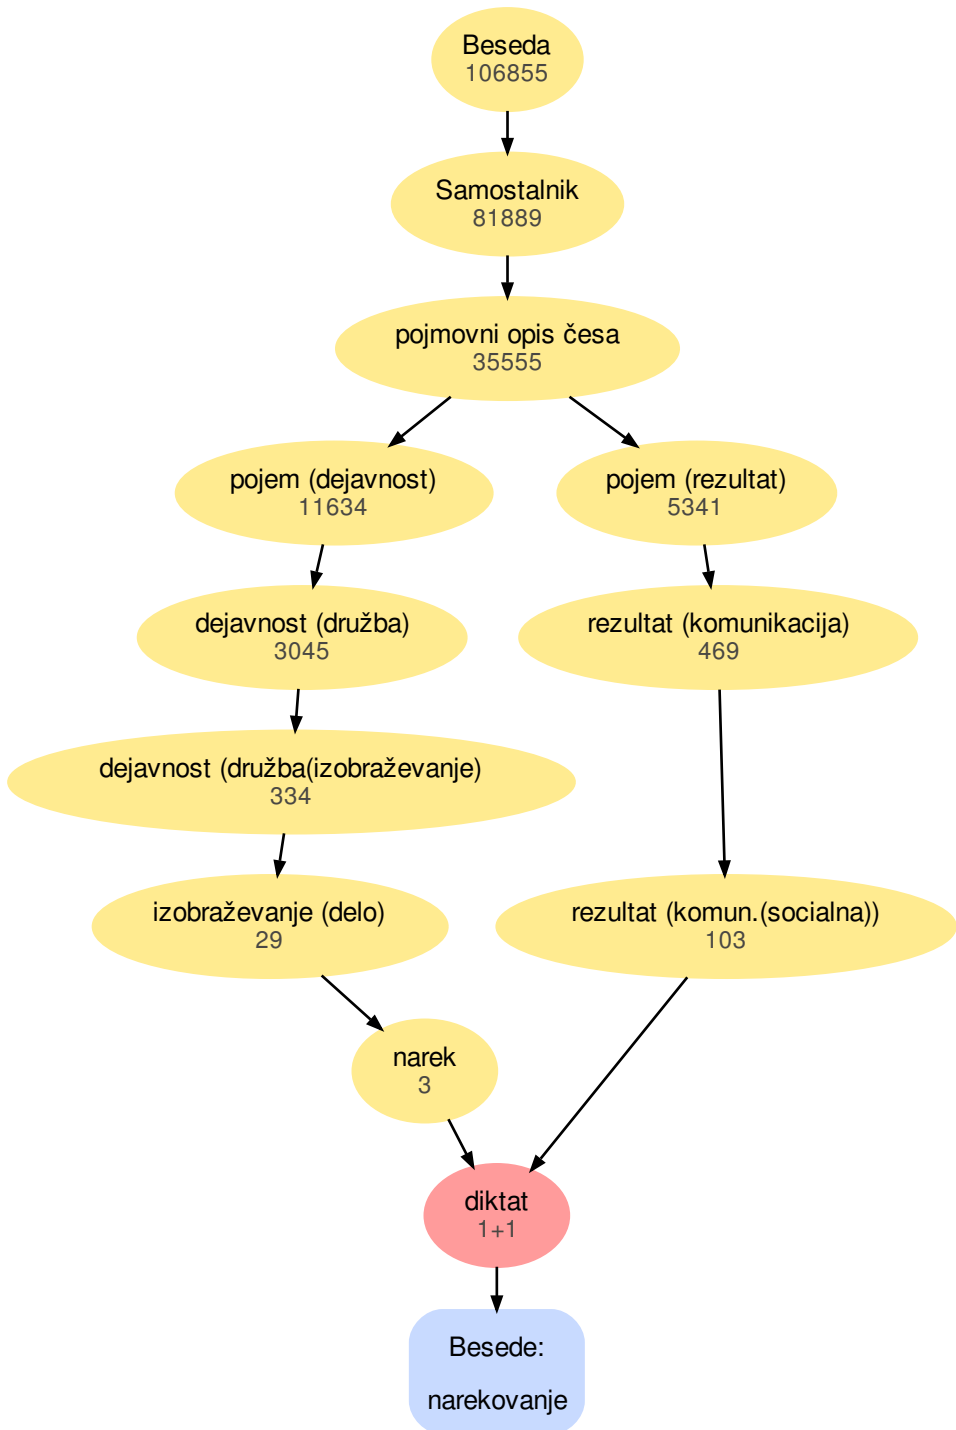 Beseda
106855
Samostalnik
81889
pojmovni opis česa
35555
pojem (dejavnost)
11634
pojem (rezultat)
5341
dejavnost (družba)
3045
rezultat (komunikacija)
469
dejavnost (družba(izobraževanje)
334
izobraževanje (delo)
29
rezultat (komun.(socialna))
103
narek
3
diktat
1+1
Besede:
narekovanje